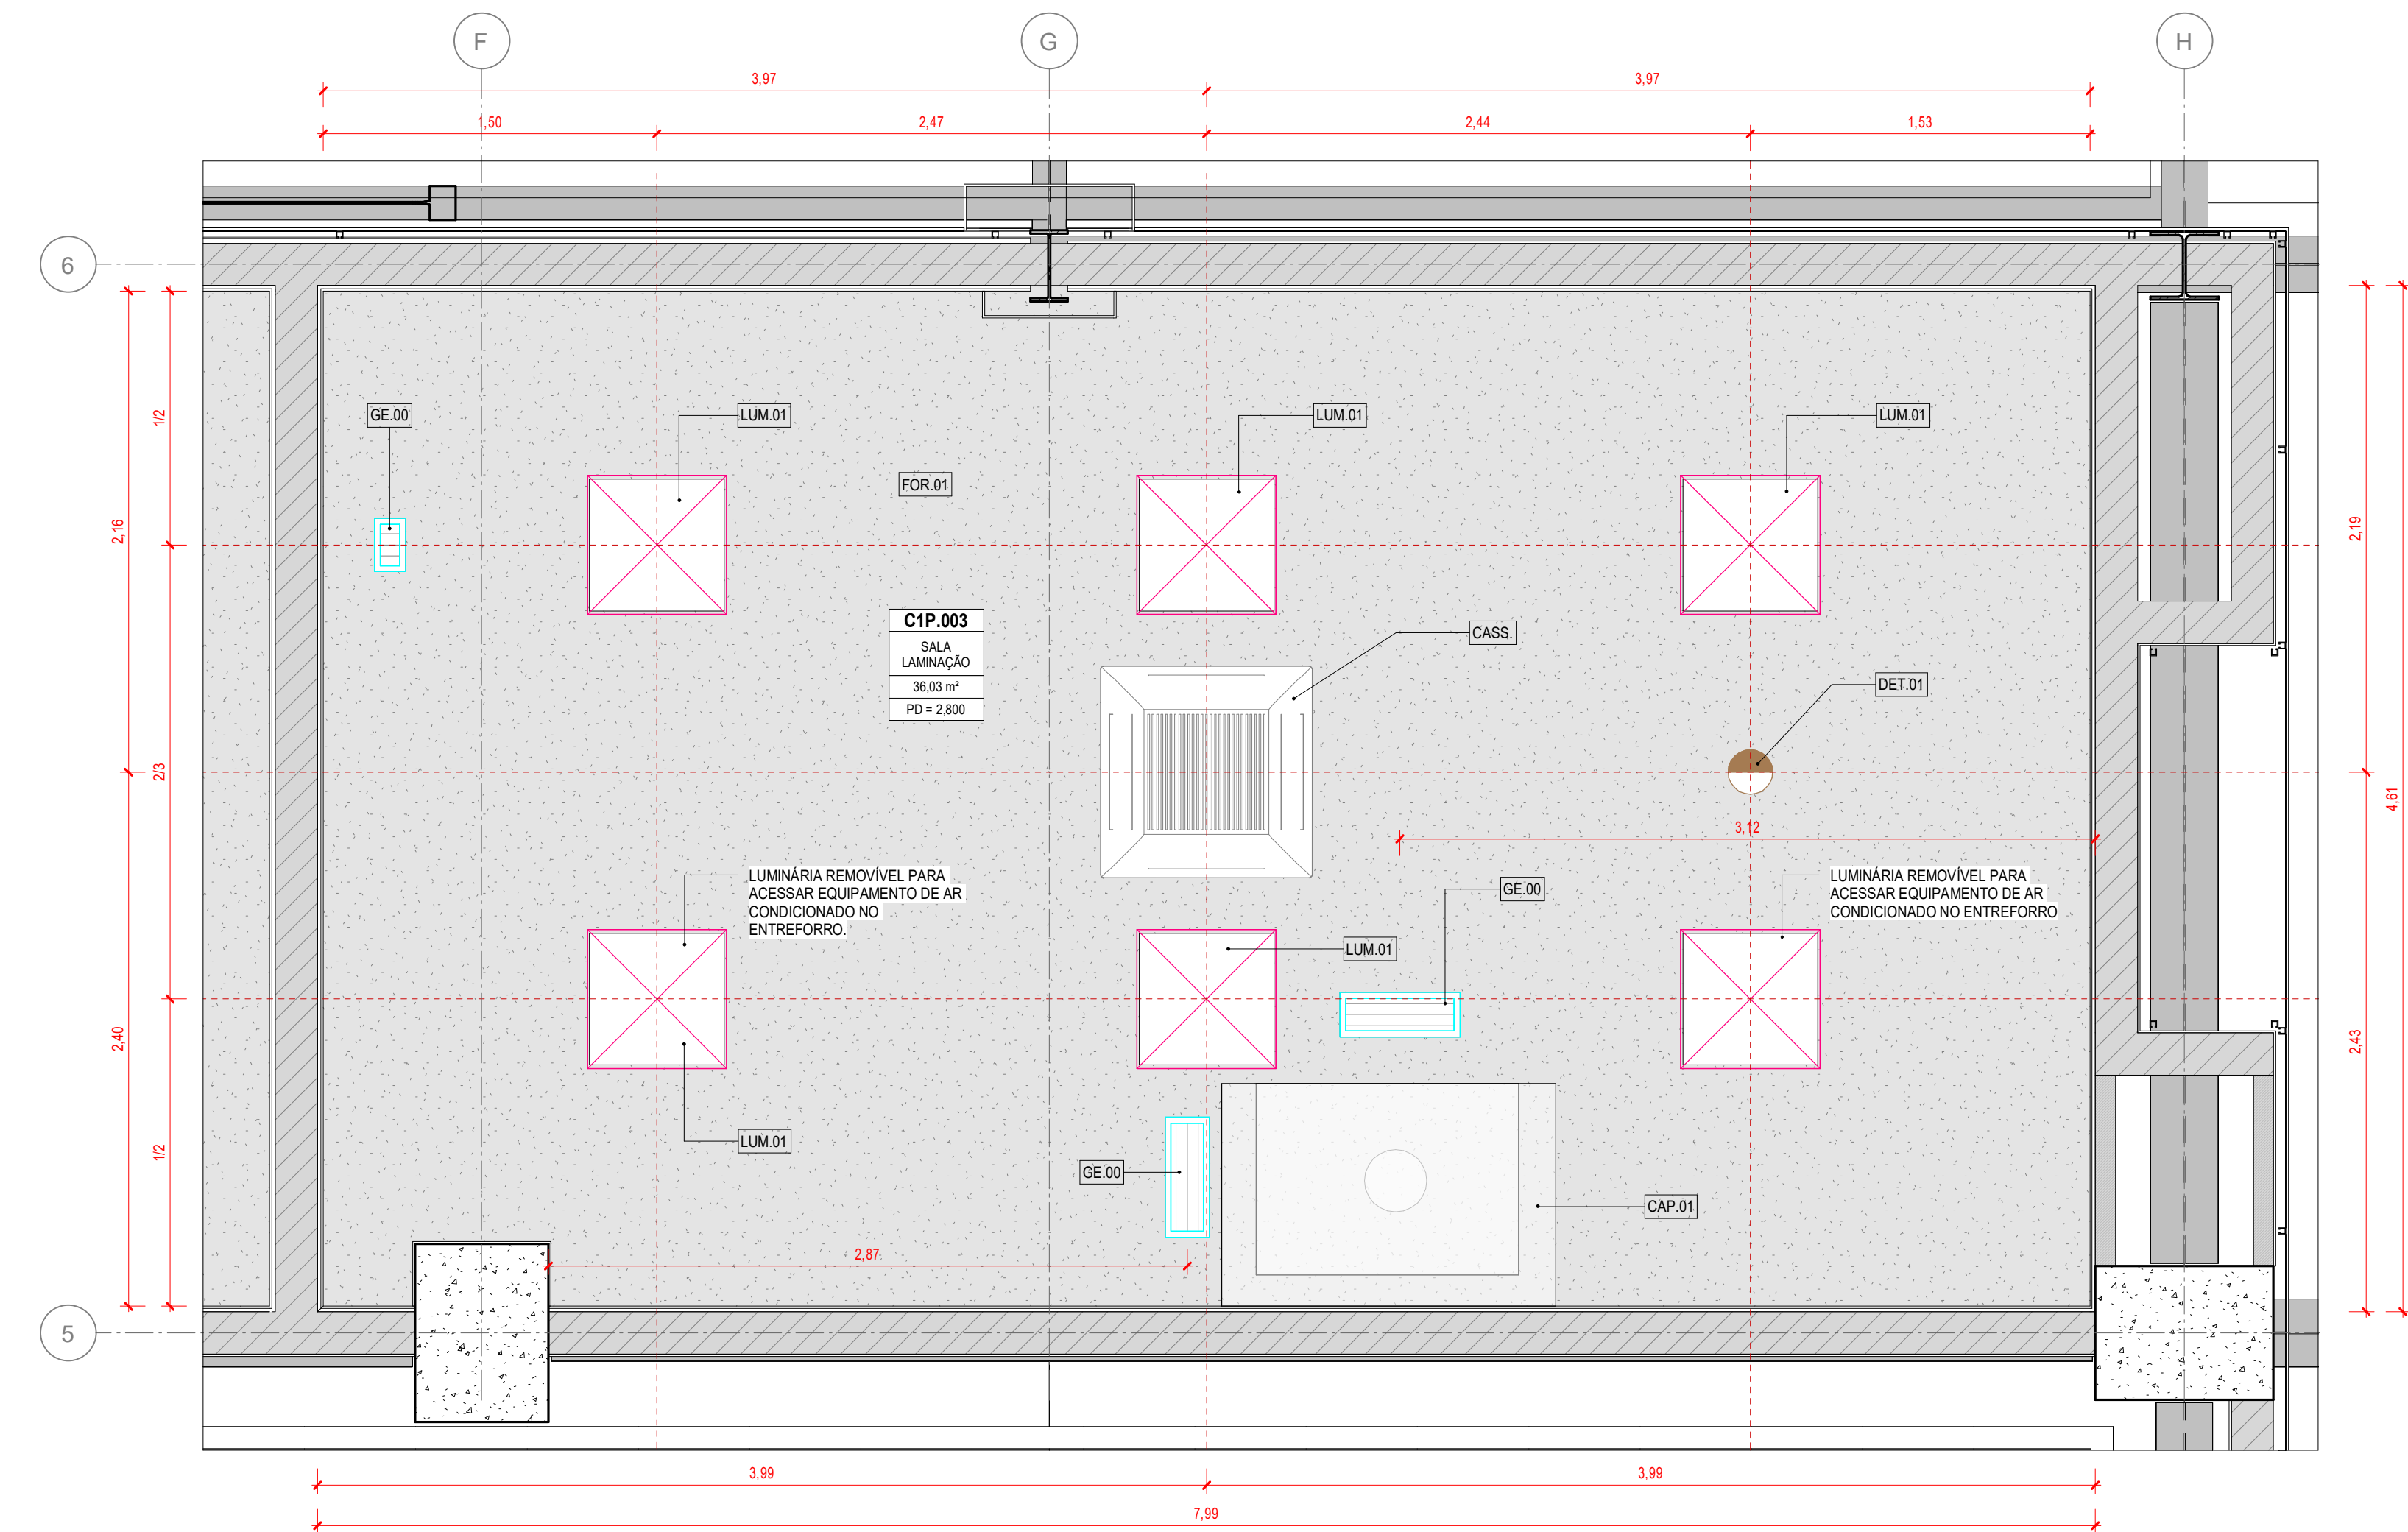 F
G
H
3,97
3,97
1,50
2,47
2,44
1,53
6
GE.00
LUM.01
LUM.01
LUM.01
1/2
FOR.01
2,16
2,19
C1P.003
SALA
LAMINAÇÃO
36,03 m²
PD = 2,800
CASS.
DET.01
2/3
4,61
3,12
LUMINÁRIA REMOVÍVEL PARA
ACESSAR EQUIPAMENTO DE AR
CONDICIONADO NO
ENTREFORRO.
LUMINÁRIA REMOVÍVEL PARA
ACESSAR EQUIPAMENTO DE AR
CONDICIONADO NO ENTREFORRO
GE.00
LUM.01
2,40
2,43
LUM.01
1/2
GE.00
CAP.01
2,87
5
3,99
3,99
7,99